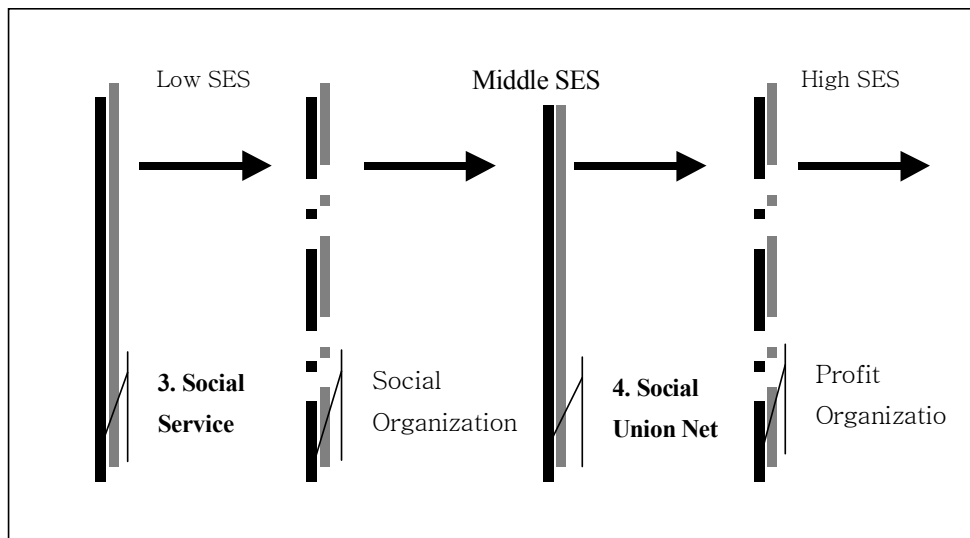 Low SES
Middle SES
High SES
3. Social
Service
Social
Organization
4. Social
Union Net
Profit
Organizatio